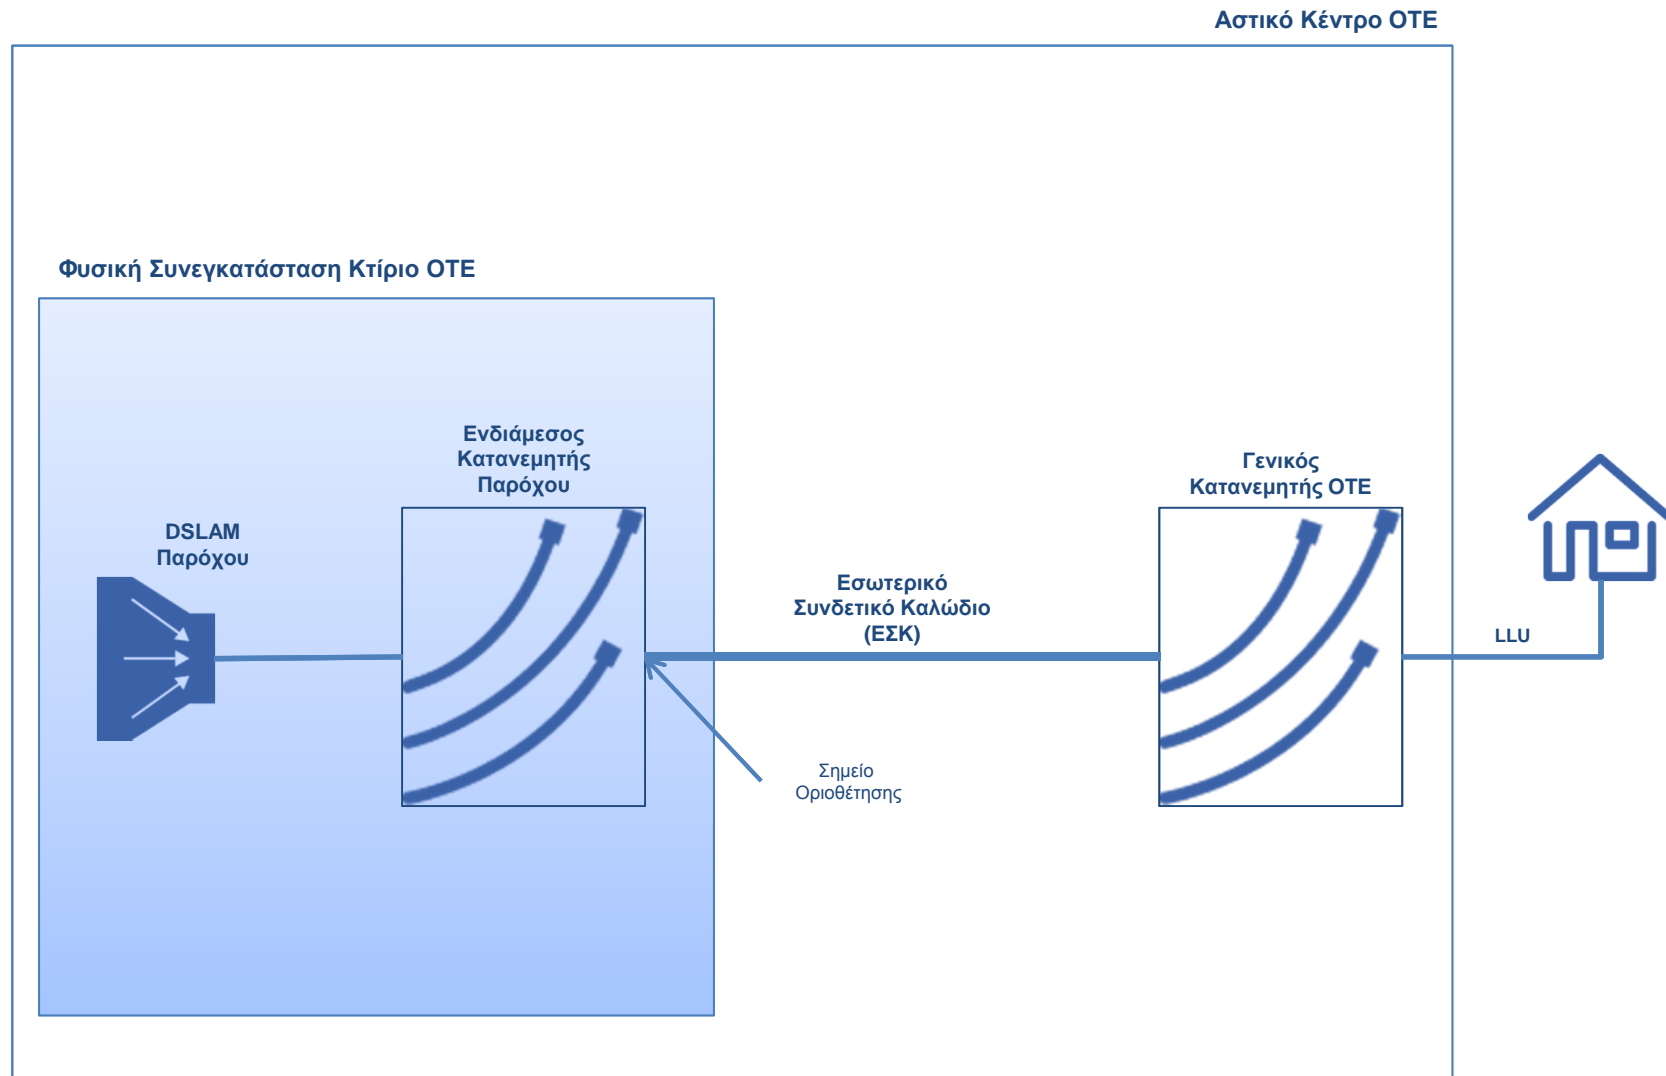 Αστικό Κέντρο ΟΤΕ
Φυσική Συνεγκατάσταση Κτίριο ΟΤΕ
Ενδιάμεσος
Κατανεμητής
Παρόχου
Γενικός
Κατανεμητής ΟΤΕ
DSLAM
Παρόχου
Εσωτερικό
Συνδετικό Καλώδιο
(ΕΣΚ)
LLU
Σημείο
Οριοθέτησης